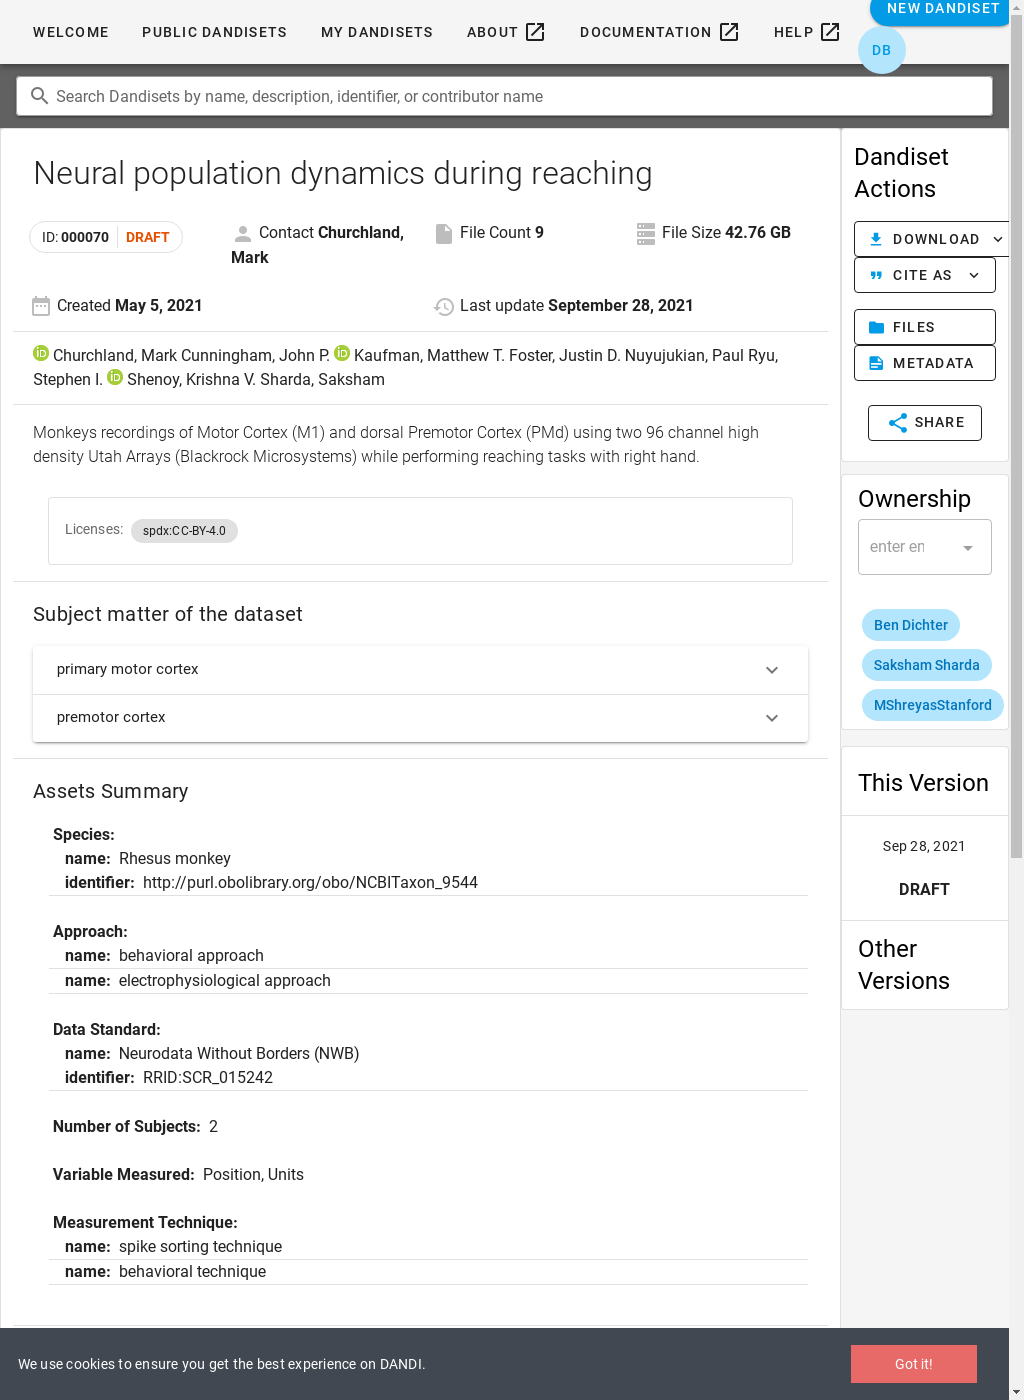 WELCOME PUBLIC DANDISETS MY DANDISETS ABOUT DOCUMENTATION HELP NEW DANDISET
DB
Search Dandisets by name, description, identifier, or contributor name
Neural population dynamics during reaching
ID: 000070 DRAFT
Contact Churchland, Mark
File Count 9
File Size 42.76 GB
Created May 5, 2021
Last update September 28, 2021
Churchland, Mark Cunningham, John P. Kaufman, Matthew T. Foster, Justin D. Nuyujukian, Paul Ryu,
Stephen I. Shenoy, Krishna V. Sharda, Saksham
Monkeys recordings of Motor Cortex (M1) and dorsal Premotor Cortex (PMd) using two 96 channel high
density Utah Arrays (Blackrock Microsystems) while performing reaching tasks with right hand.
Licenses: spdx:CC-BY-4.0
Subject matter of the dataset
primary motor cortex
premotor cortex
Assets Summary
Species:
name: Rhesus monkey
identifier: http://purl.obolibrary.org/obo/NCBITaxon_9544
Approach:
name: behavioral approach
name: electrophysiological approach
Data Standard:
name: Neurodata Without Borders (NWB)
identifier: RRID:SCR_015242
Number of Subjects: 2
Variable Measured: Position, Units
Measurement Technique:
name: spike sorting technique
name: behavioral technique
Dandiset
Actions
DOWNLOAD
CITE AS
FILES
METADATA
SHARE
Ownership
enter en
Ben Dichter
Saksham Sharda
MShreyasStanford
This Version
Sep 28, 2021
DRAFT
Other
Versions
We use cookies to ensure you get the best experience on DANDI.
Got it!